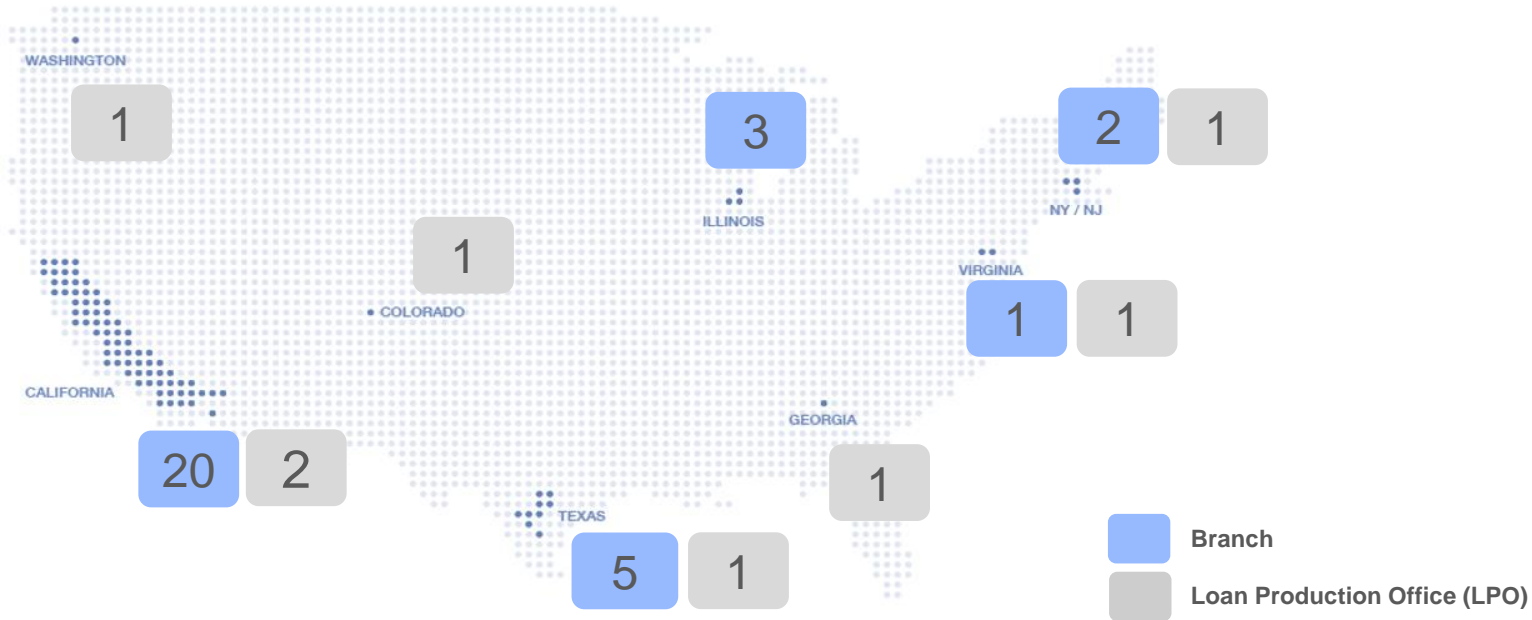 WASHINGTON
1
3
2 1
ILLINOIS
NY / NJ
1
COLORADO
VIRGINIA
1 1
CALIFORNIA
GEORGIA
20 2
1
TEXAS
5 1
Branch
Loan Production Office (LPO)